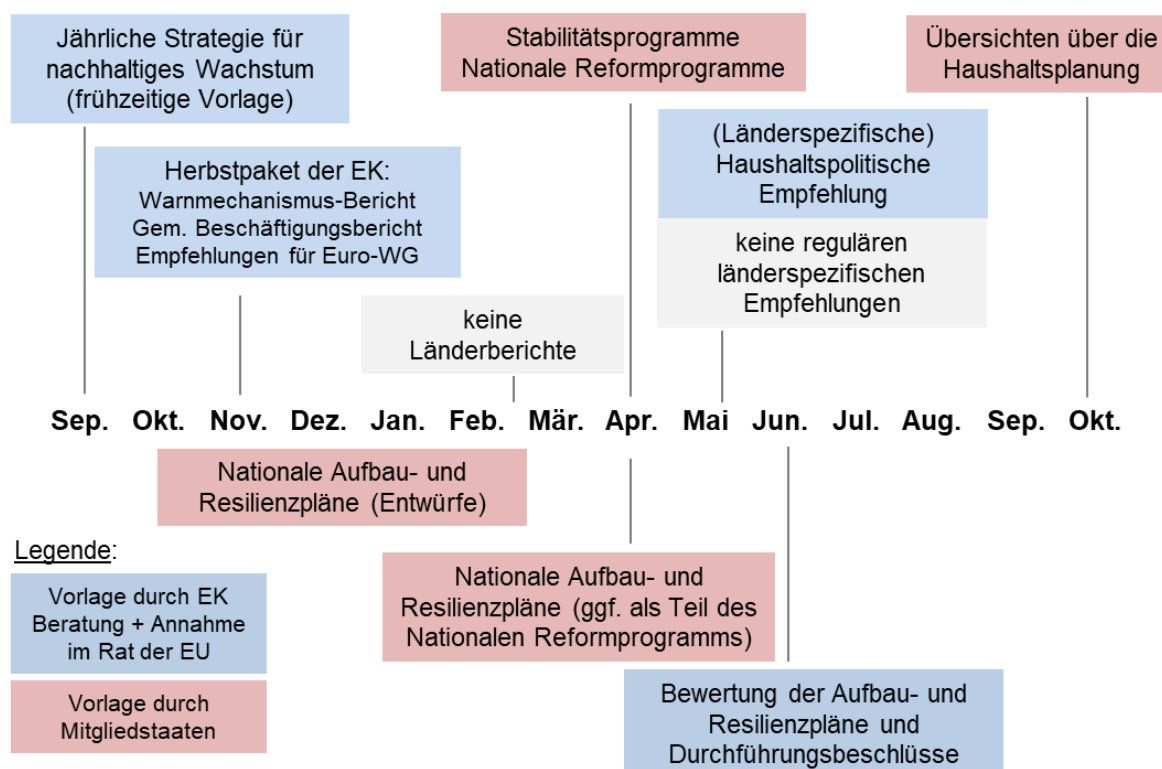 Jährliche Strategie für
nachhaltiges Wachstum
(frühzeitige Vorlage)
Stabilitätsprogramme
Nationale Reformprogramme
Übersichten über die
Haushaltsplanung
Herbstpaket der EK:
Warnmechanismus-Bericht
Gem. Beschäftigungsbericht
Empfehlungen für Euro-WG
(Länderspezifische)
Haushaltspolitische
Empfehlung
keine regulären
länderspezifischen
Empfehlungen
keine
Länderberichte
Sep. Okt. Nov. Dez. Jan. Feb. Mär. Apr. Mai Jun. Jul. Aug. Sep. Okt.
Nationale Aufbau- und
Resilienzpläne (Entwürfe)
Nationale Aufbau- und
Resilienzpläne (ggf. als Teil des
Nationalen Reformprogramms)
Bewertung der Aufbau- und
Resilienzpläne und
Durchführungsbeschlüsse
Legende:
Vorlage durch EK
Beratung + Annahme
im Rat der EU
Vorlage durch
Mitgliedstaaten